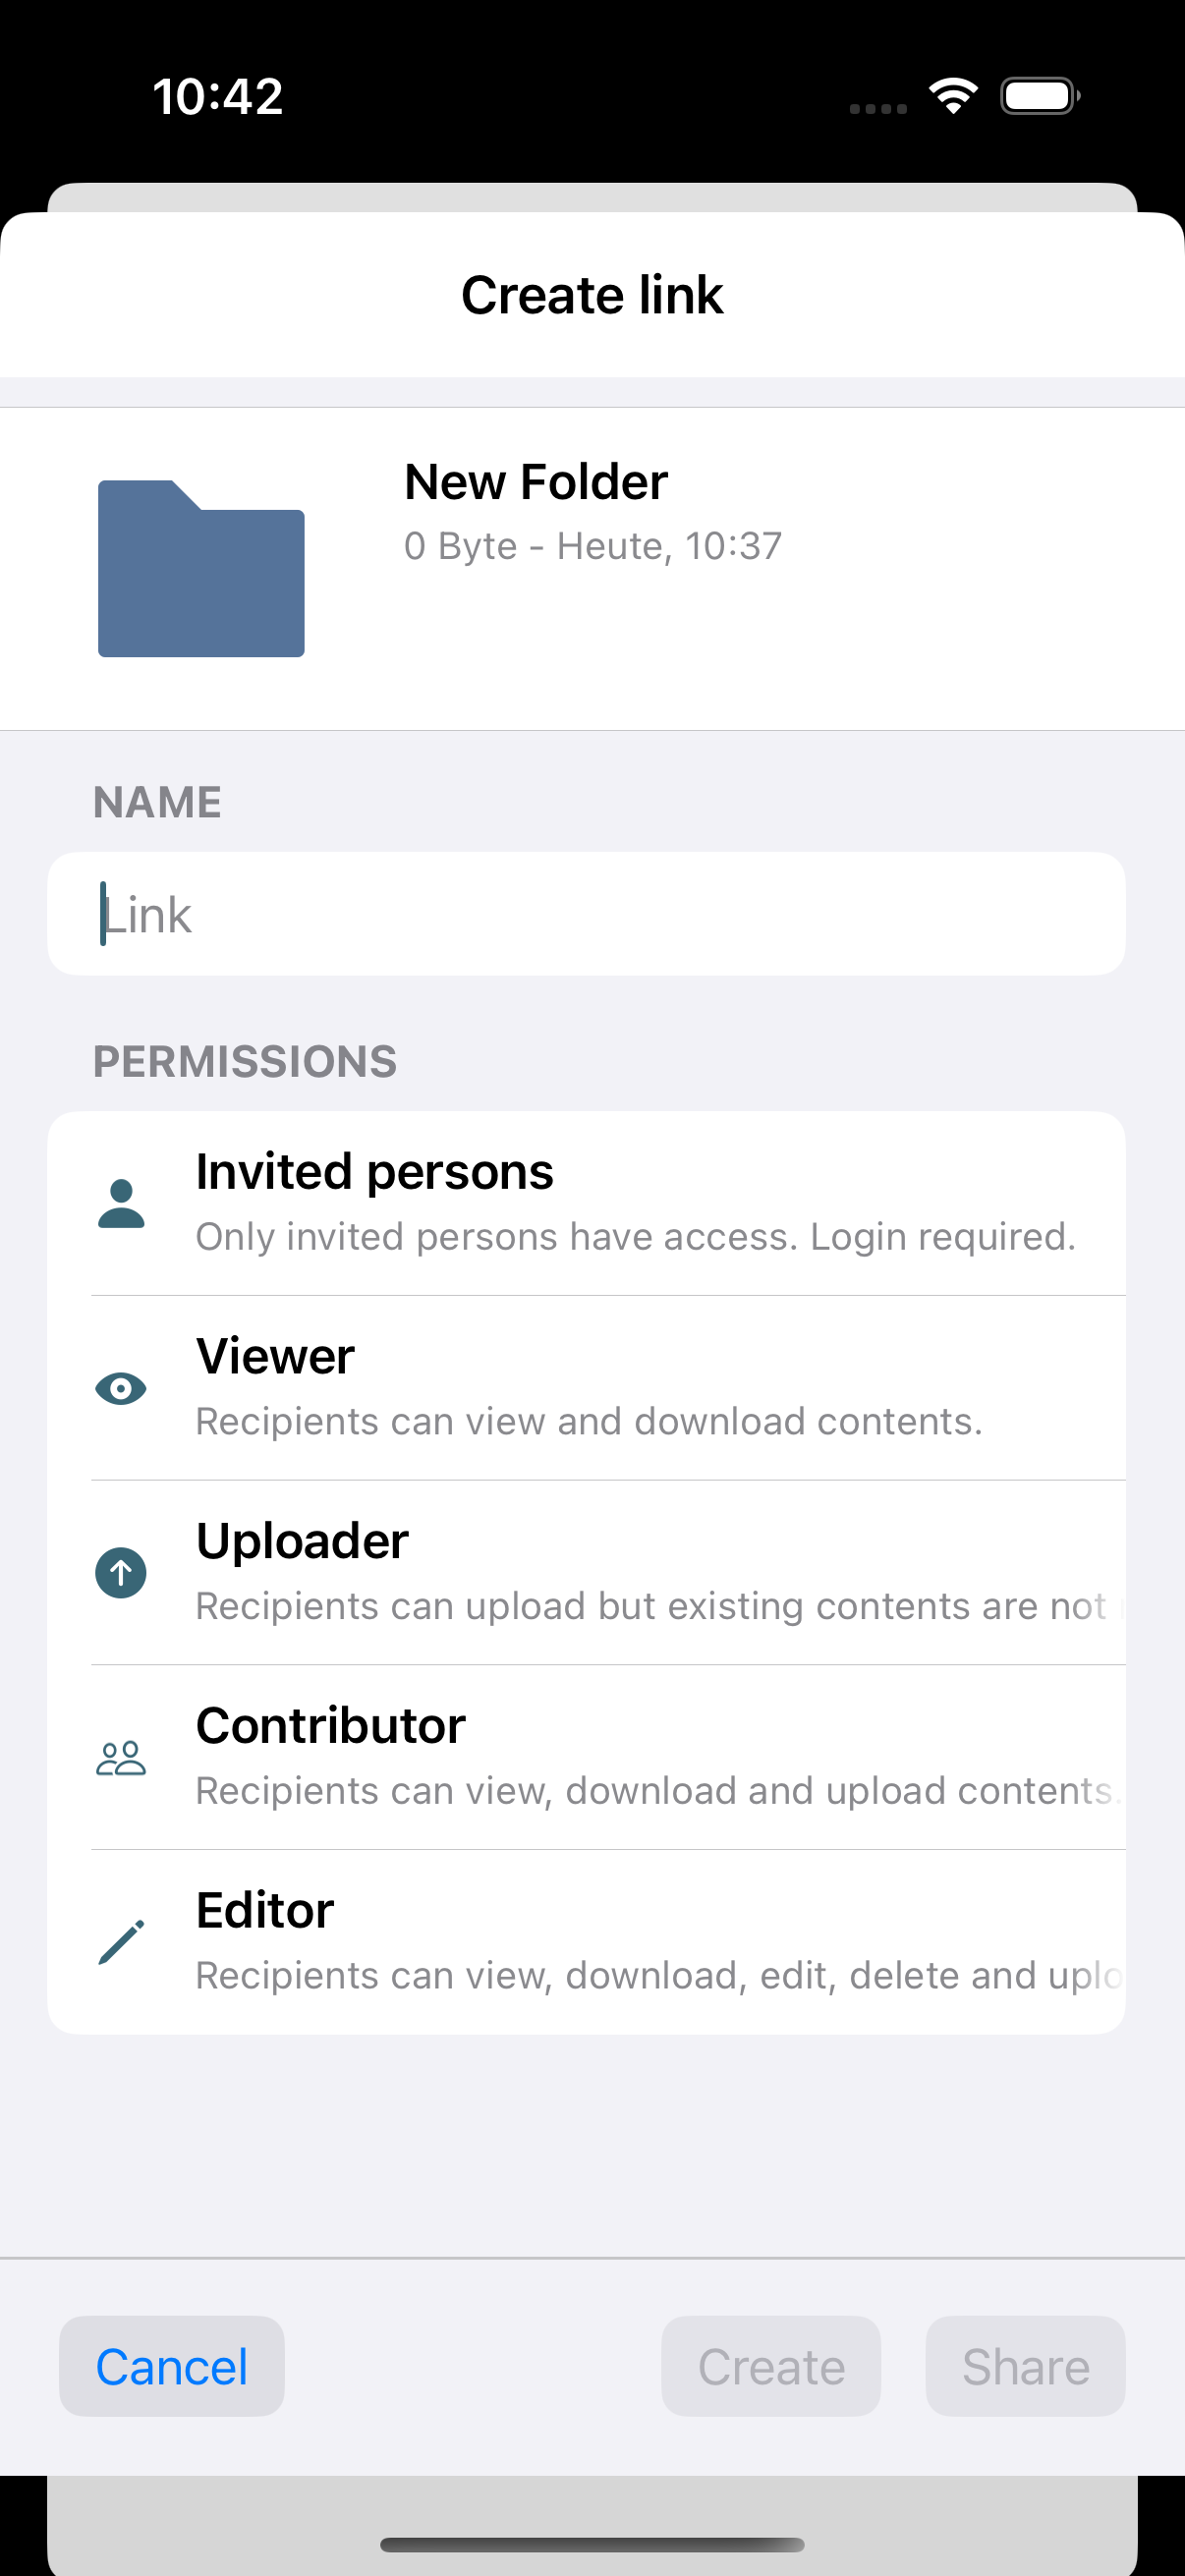 10:42
Create link
New Folder
0 Byte - Heute, 10:37
NAME
Link
PERMISSIONS
Invited persons
Only invited persons have access. Login required.
Viewer
Recipients can view and download contents.
Uploader
Recipients can upload but existing contents are not
Contributor
Recipients can view, download and upload contents.
Editor
Recipients can view, download, edit, delete and uplo
Cancel
Create
Share